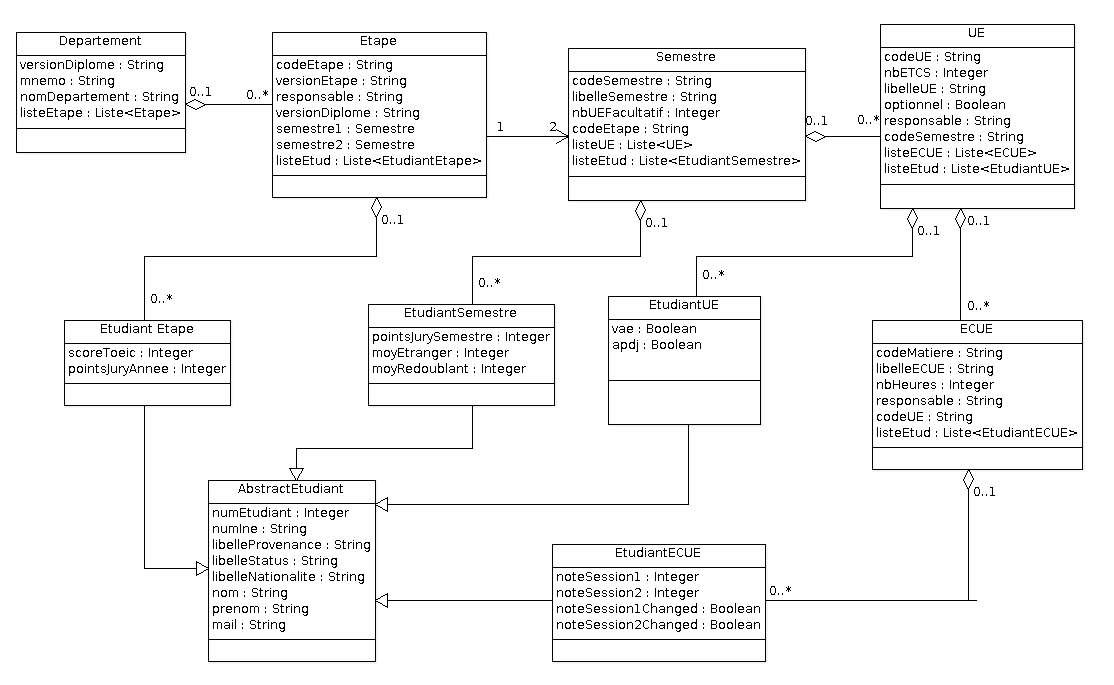 Departement
versionDiplome : String
mnemo : String
nomDepartement : String
listeEtape : Liste<Etape>
0..1
0..*
Etape
codeEtape : String
versionEtape : String
responsable : String
versionDiplome : String
semestre1 : Semestre
semestre2 : Semestre
listeEtud : Liste<EtudiantEtape>
1
2
Semestre
codeSemestre : String
libelleSemestre : String
nbUEFacultatif : Integer
codeEtape : String
listeUE : Liste<UE>
listeEtud : Liste<EtudiantSemestre>
0..1
0..*
UE
codeUE : String
nbETCS : Integer
libelleUE : String
optionnel : Boolean
responsable : String
codeSemestre : String
listeECUE : Liste<ECUE>
listeEtud : Liste<EtudiantUE>
0..1
0..1
0..1
0..1
0..*
0..*
0..*
0..*
Etudiant Etape
scoreToeic : Integer
pointsJuryAnnee : Integer
EtudiantSemestre
pointsJurySemestre : Integer
moyEtranger : Integer
moyRedoublant : Integer
EtudiantUE
vae : Boolean
apdj : Boolean
ECUE
codeMatiere : String
libelleECUE : String
nbHeures : Integer
responsable : String
codeUE : String
listeEtud : Liste<EtudiantECUE>
0..1
AbstractEtudiant
numEtudiant : Integer
numIne : String
libelleProvenance : String
libelleStatus : String
libelleNationalite : String
nom : String
prenom : String
mail : String
EtudiantECUE
noteSession1 : Integer
noteSession2 : Integer
noteSession1Changed : Boolean
noteSession2Changed : Boolean
0..*